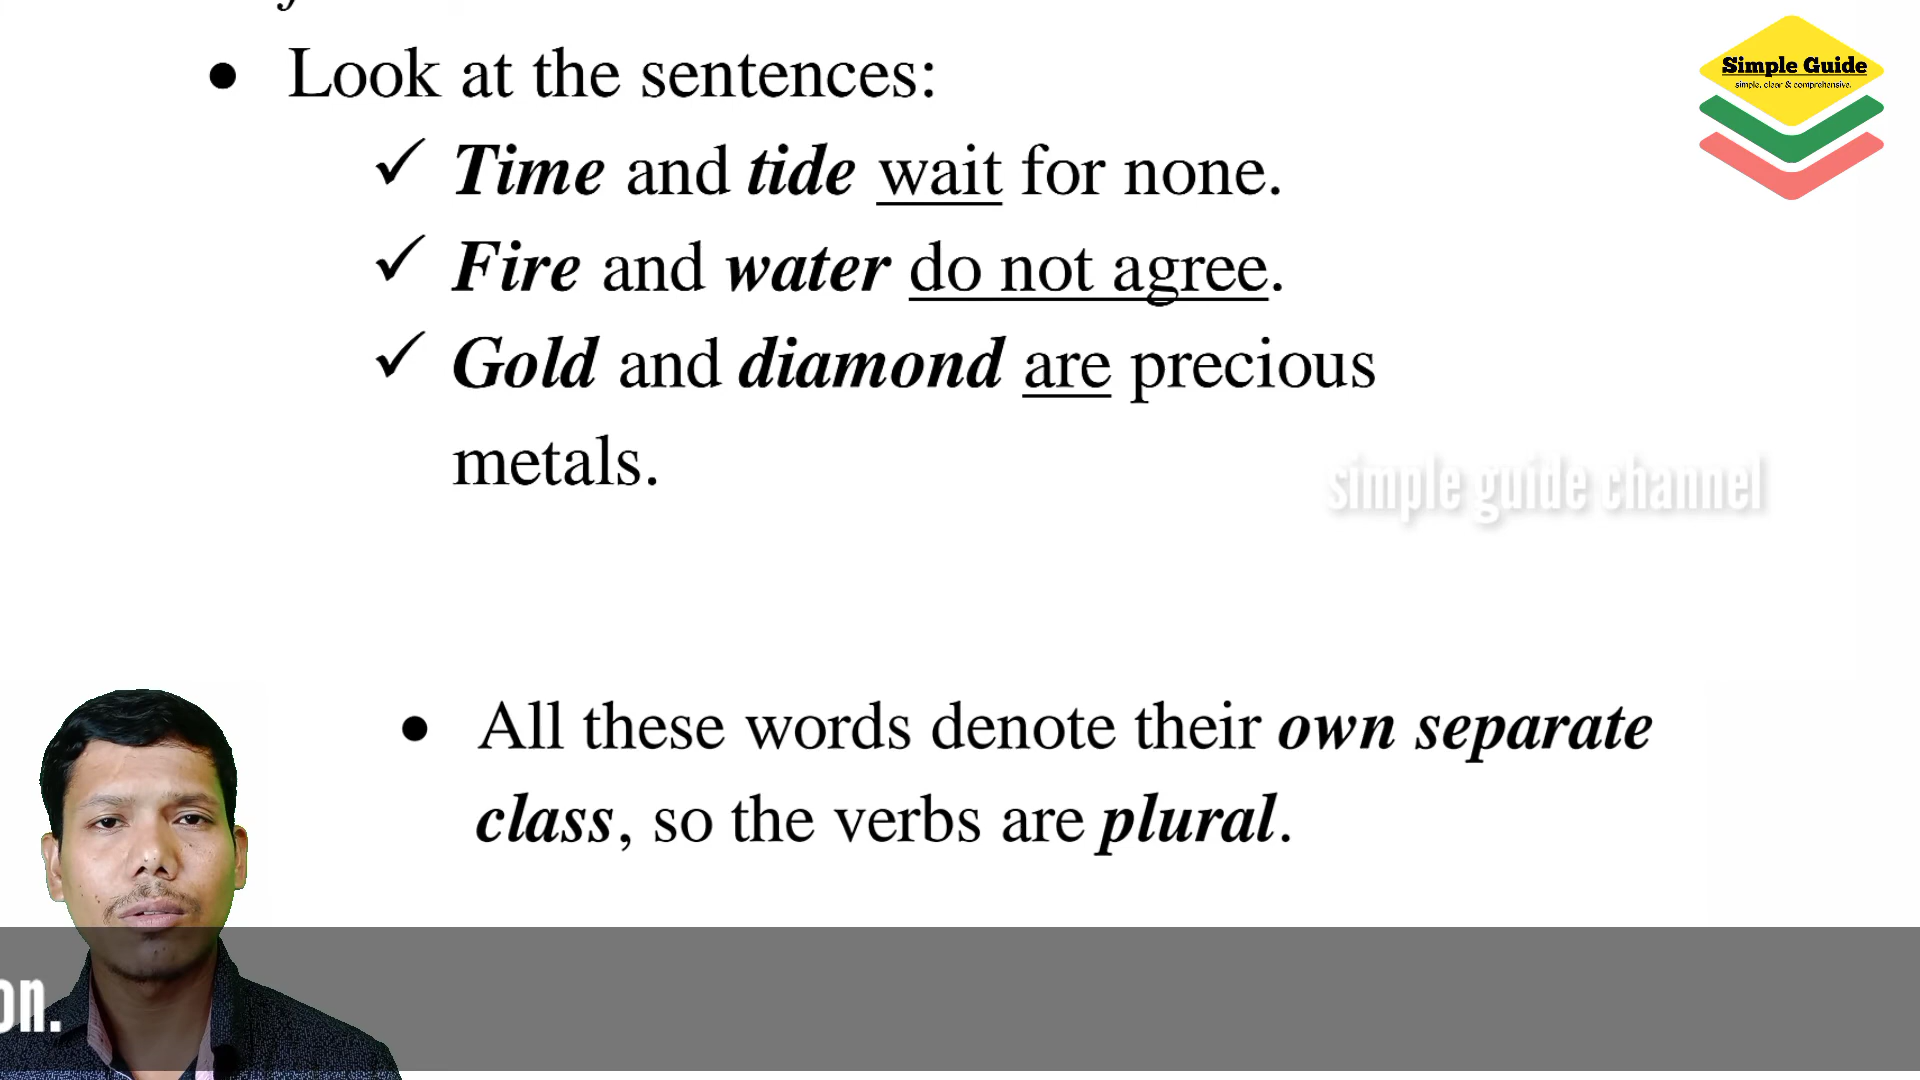 Look at the sentences:
Time and tide wait for none.
Fire and water do not agree.
Gold and diamond are precious
metals.
All these words denote their own separate
class, so the verbs are plural.
Simple Guide
simple, clear & comprehensive.
simple guide channel
on.